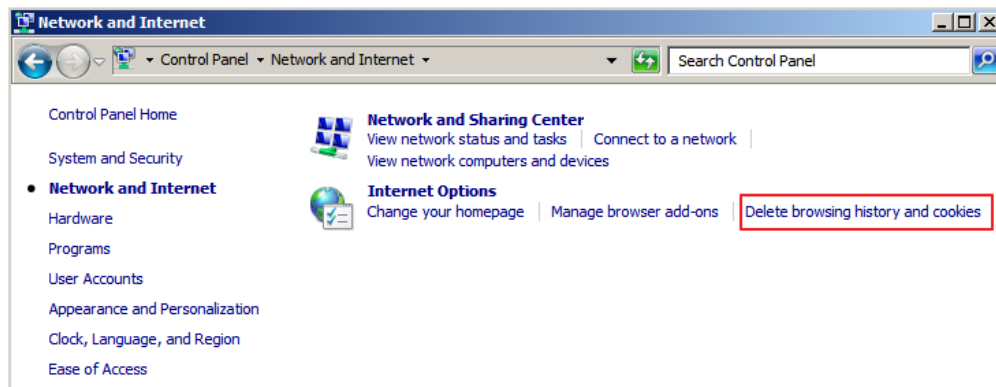 Network and Internet
Control Panel Network and Internet Search Control Panel
Control Panel Home
System and Security
Network and Internet
Hardware
Programs
User Accounts
Appearance and Personalization
Clock, Language, and Region
Ease of Access
Network and Sharing Center
View network status and tasks Connect to a network
View network computers and devices
Internet Options
Change your homepage Manage browser add-ons Delete browsing history and cookies